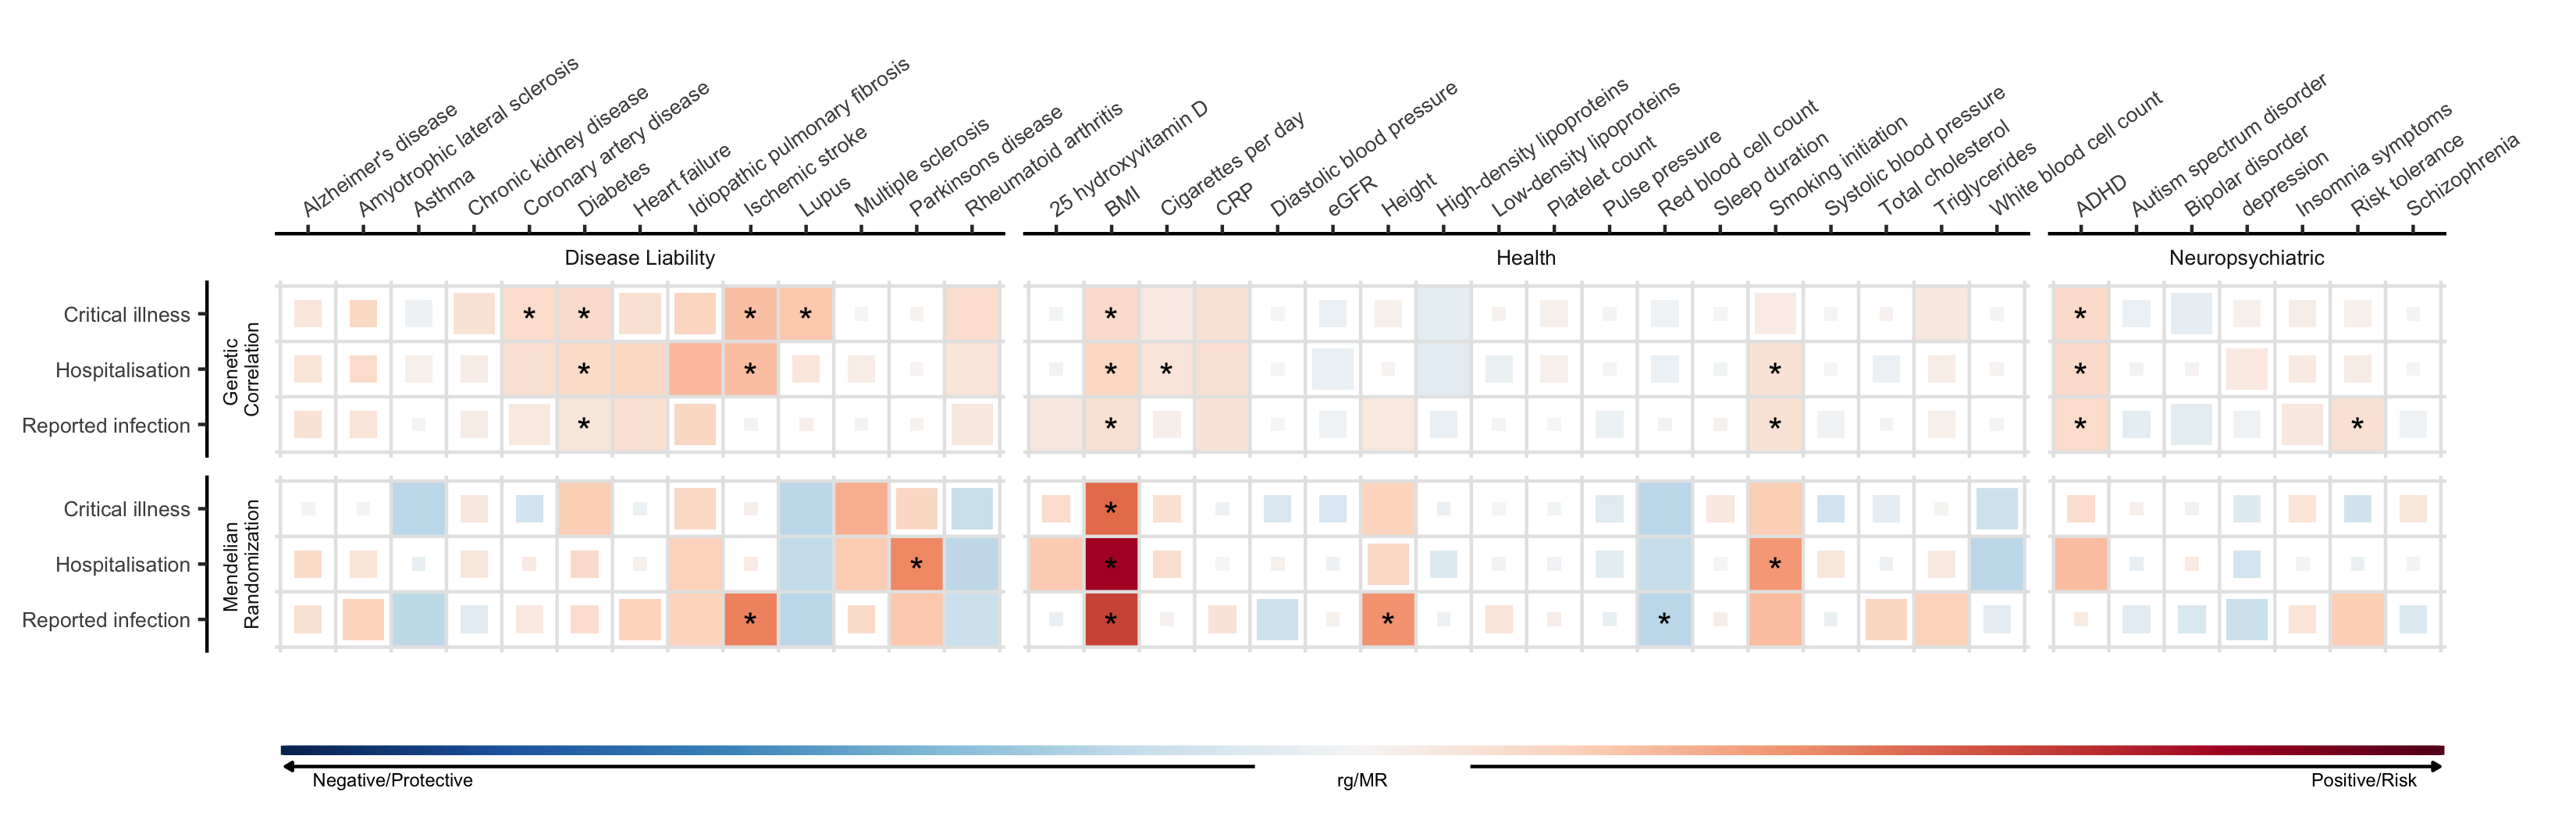 Alzheimer's disease
Amyotrophic lateral sclerosis
Asthma
Chronic kidney disease
Coronary artery disease
Diabetes
Heart failure
Idiopathic pulmonary fibrosis
Ischemic stroke
Lupus
Multiple sclerosis
Parkinsons disease
Rheumatoid arthritis
25 hydroxyvitamin D
BMI
Cigarettes per day
CRP
Diastolic blood pressure
eGFR
Height
High-density lipoproteins
Low-density lipoproteins
Platelet count
Pulse pressure
Red blood cell count
Sleep duration
Smoking initiation
Systolic blood pressure
Total cholesterol
Triglycerides
White blood cell count
ADHD
Autism spectrum disorder
Bipolar disorder
depression
Insomnia symptoms
Risk tolerance
Schizophrenia
Disease Liability
Health
Neuropsychiatric
Genetic
Correlation
Critical illness * * * * * *
Hospitalisation * * * * * *
Reported infection * * * * *
Mendelian
Randomization
Critical illness *
Hospitalisation * * *
Reported infection * * * *
Negative/Protective
rg/MR
Positive/Risk